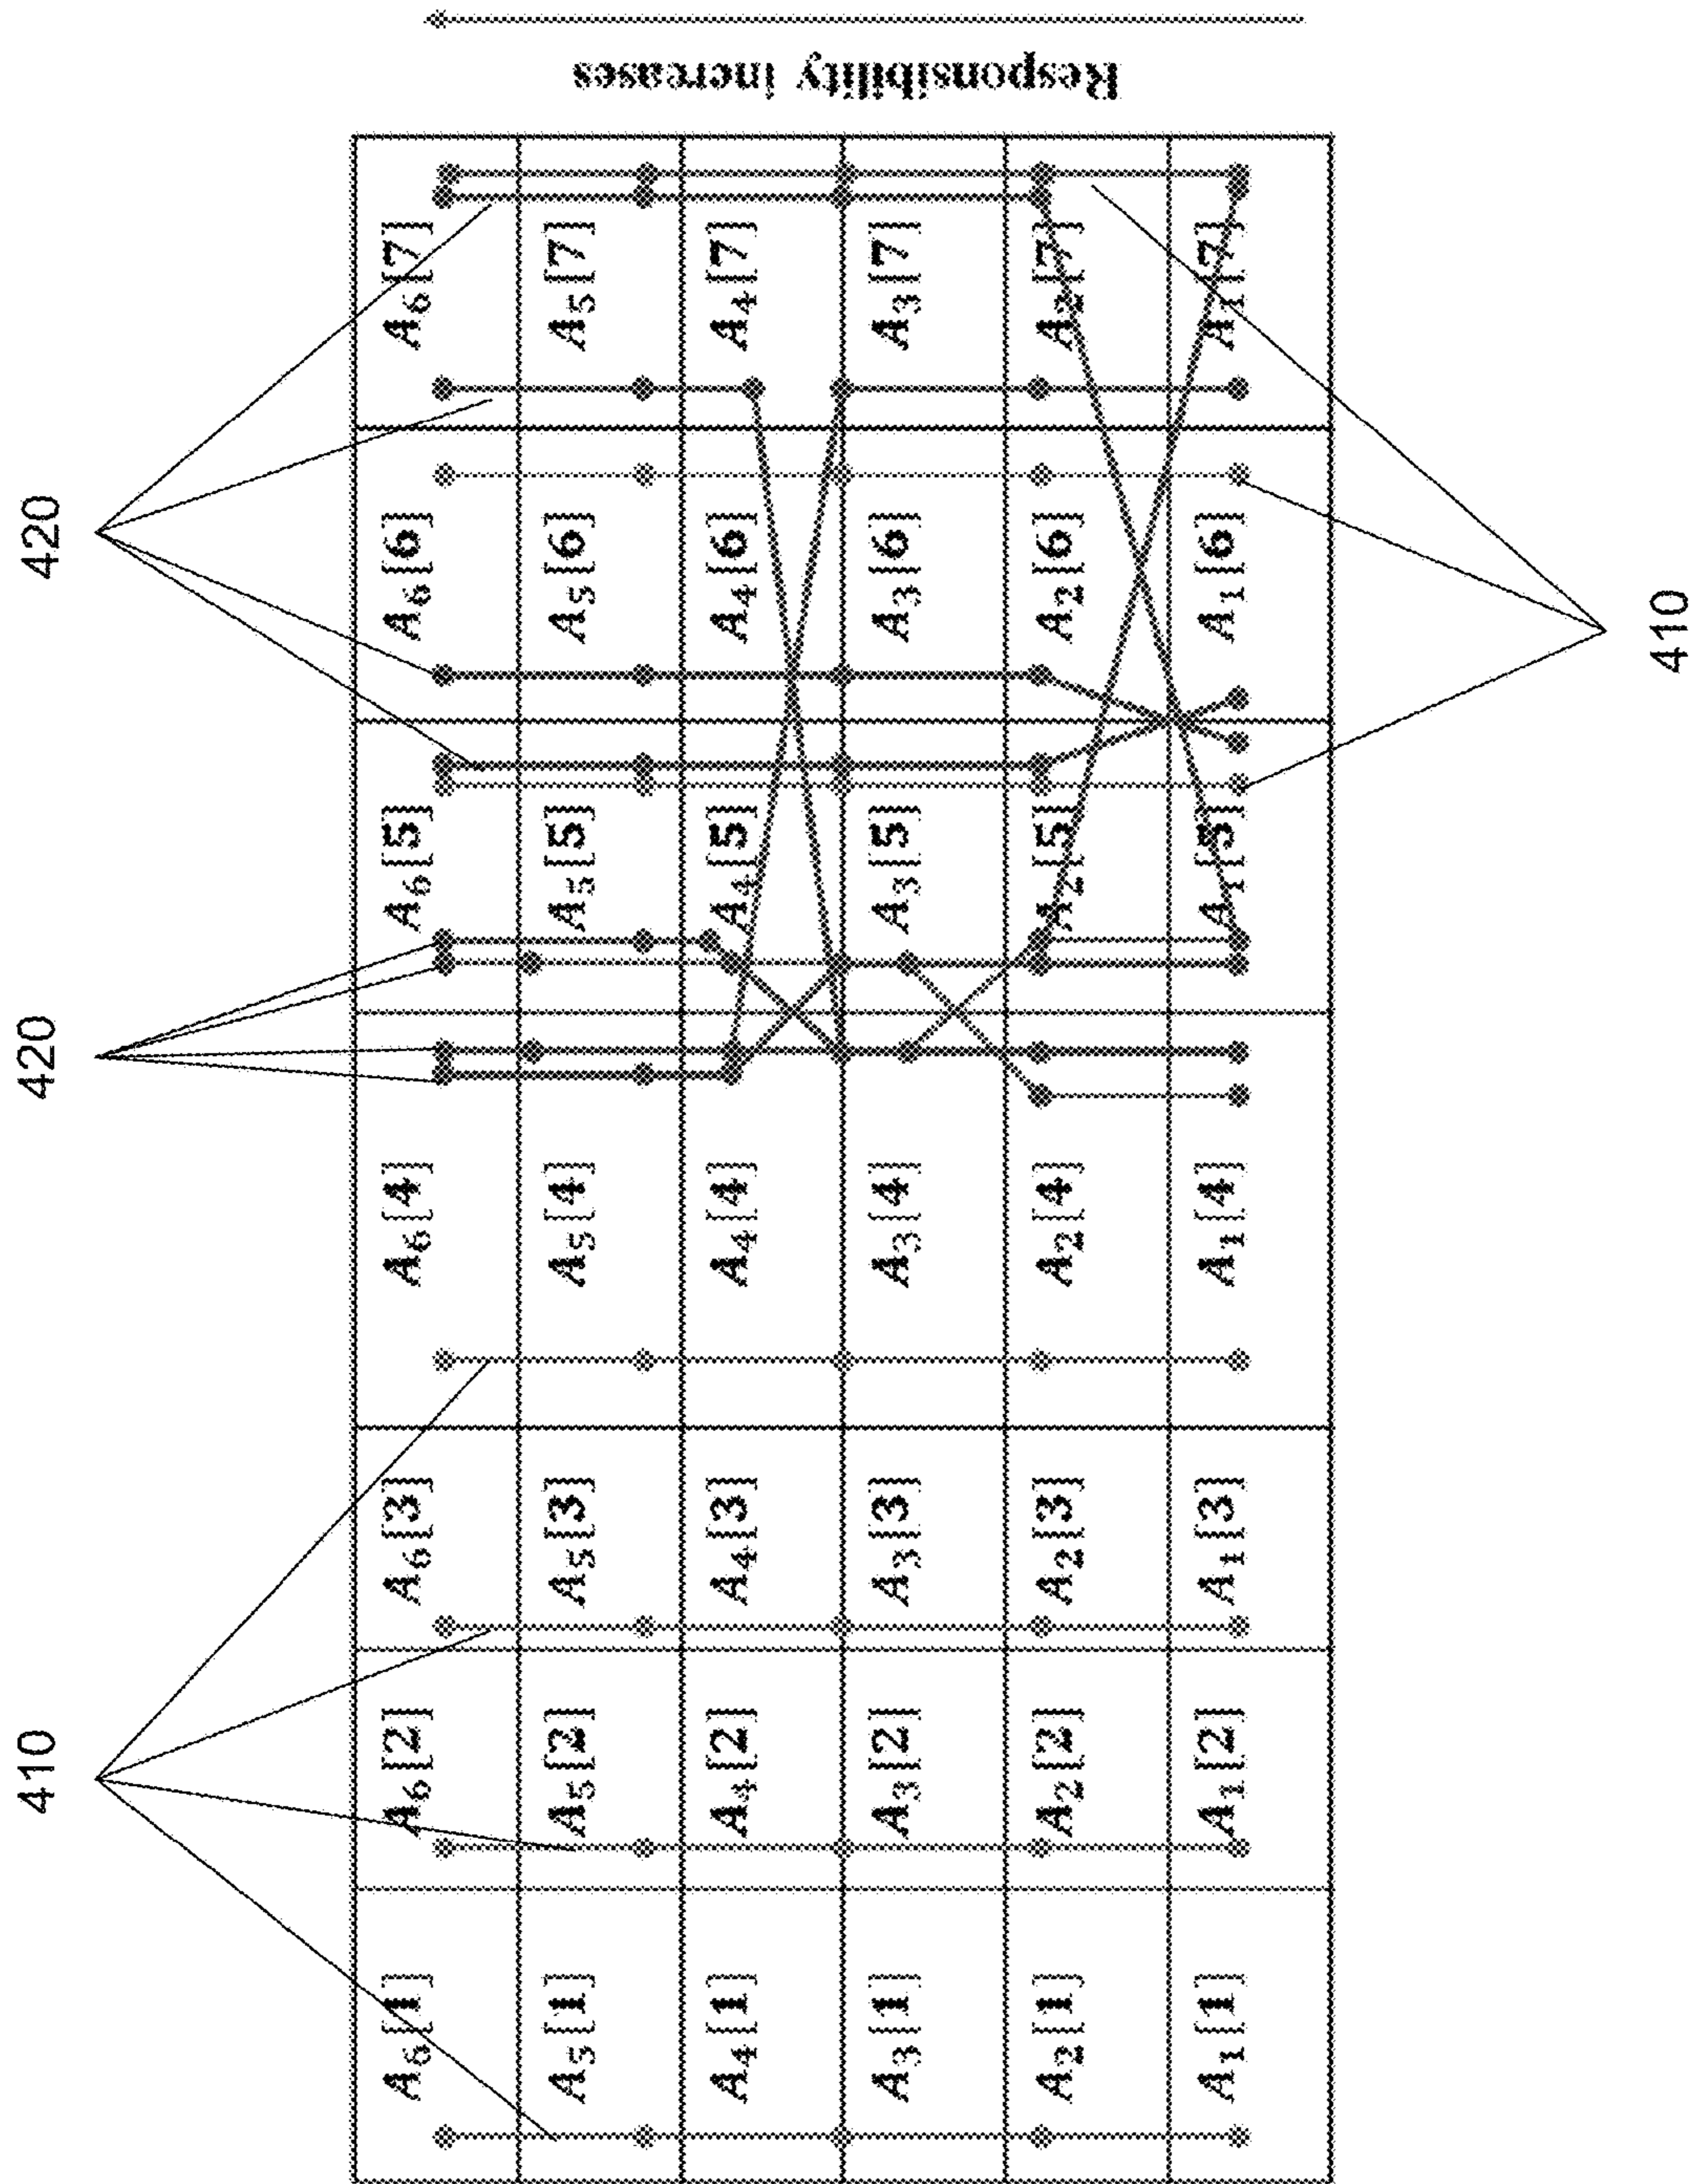 410
420
420
A6[1] A6[2] A6[3] A6[4] A6[5] A6[6] A6[7]
A5[1] A5[2] A5[3] A5[4] A5[5] A5[6] A5[7]
A4[1] A4[2] A4[3] A4[4] A4[5] A4[6] A4[7]
A3[1] A3[2] A3[3] A3[4] A3[5] A3[6] A3[7]
A2[1] A2[2] A2[3] A2[4] A2[5] A2[6] A2[7]
A1[1] A1[2] A1[3] A1[4] A1[5] A1[6] A1[7]
410
Responsibility increases